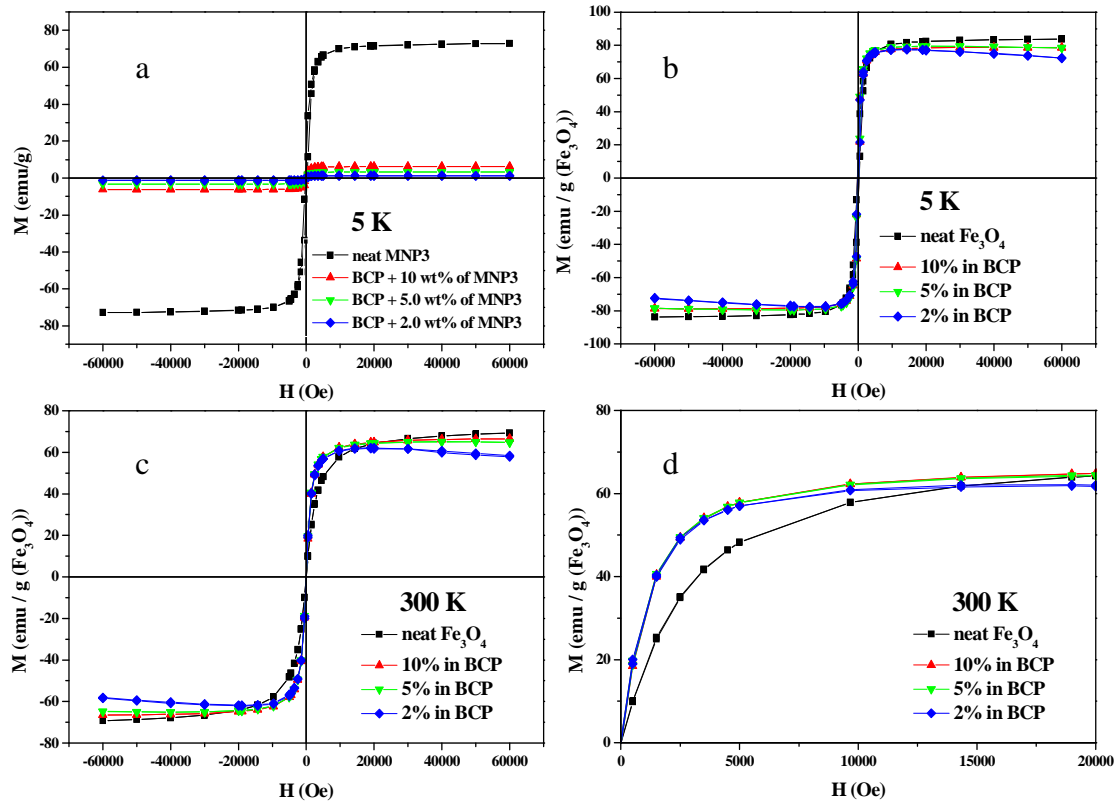 a
M (emu/g)
80
60
40
20
0
-20
-40
-60
-80
5 K
neat MNP3
BCP + 10 wt% of MNP3
BCP + 5.0 wt% of MNP3
BCP + 2.0 wt% of MNP3
-60000 -40000 -20000 0 20000 40000 60000
H (Oe)
b
M (emu / g (Fe₃O₄))
100
80
60
40
20
0
-20
-40
-60
-80
-100
5 K
neat Fe₃O₄
10% in BCP
5% in BCP
2% in BCP
-60000 -40000 -20000 0 20000 40000 60000
H (Oe)
c
M (emu / g (Fe₃O₄))
80
60
40
20
0
-20
-40
-60
-80
300 K
neat Fe₃O₄
10% in BCP
5% in BCP
2% in BCP
-60000 -40000 -20000 0 20000 40000 60000
H (Oe)
d
M (emu / g (Fe₃O₄))
80
60
40
20
0
300 K
neat Fe₃O₄
10% in BCP
5% in BCP
2% in BCP
0 5000 10000 15000 20000
H (Oe)